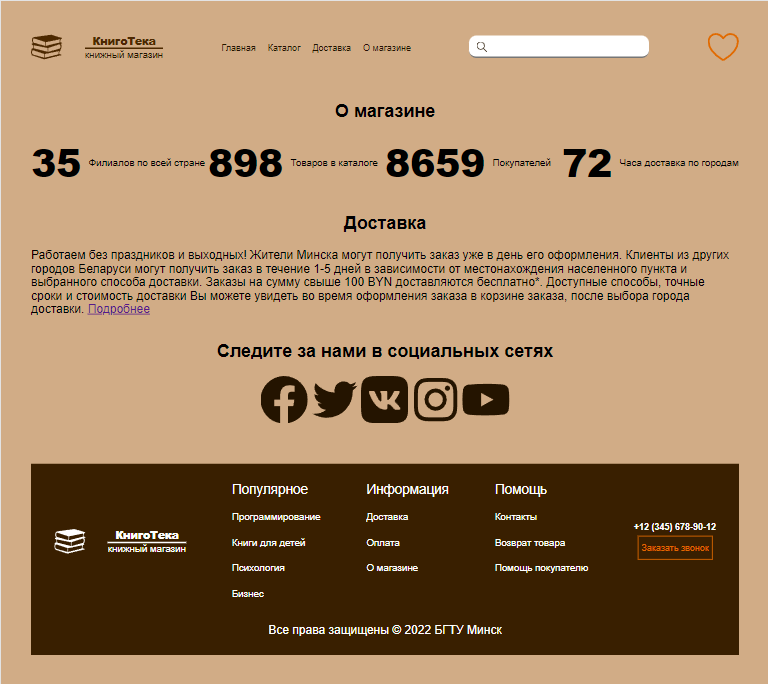 КнигоТека
книжный магазин
Главная Каталог Доставка О магазине
О магазине
35 Филиалов по всей стране 898 Товаров в каталоге 8659 Покупателей 72 Часа доставка по городам
Доставка
Работаем без праздников и выходных! Жители Минска могут получить заказ уже в день его оформления. Клиенты из других
городов Беларуси могут получить заказ в течение 1-5 дней в зависимости от местонахождения населенного пункта и
выбранного способа доставки. Заказы на сумму свыше 100 BYN доставляются бесплатно*. Доступные способы, точные
сроки и стоимость доставки Вы можете увидеть во время оформления заказа в корзине заказа, после выбора города
доставки. Подробнее
Следите за нами в социальных сетях
КнигоТека
книжный магазин
Популярное
Программирование
Книги для детей
Психология
Бизнес
Информация
Доставка
Оплата
О магазине
Помощь
Контакты
Возврат товара
Помощь покупателю
+12 (345) 678-90-12
Заказать звонок
Все права защищены © 2022 БГТУ Минск